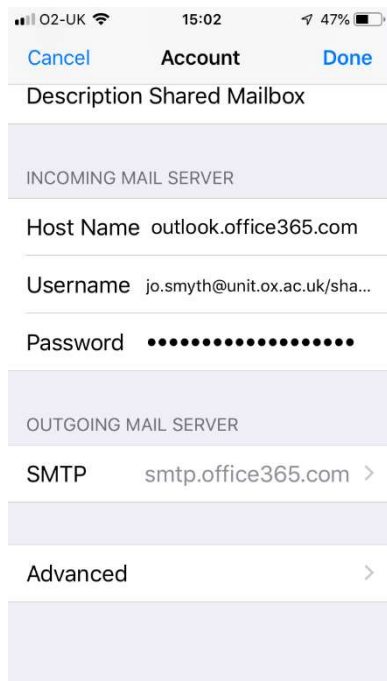 O2-UK 15:02 47%
Cancel Account Done
Description Shared Mailbox
INCOMING MAIL SERVER
Host Name outlook.office365.com
Username jo.smyth@unit.ox.ac.uk/sha...
Password ●●●●●●●●●●●●●●●●●●●
OUTGOING MAIL SERVER
SMTP smtp.office365.com >
Advanced >